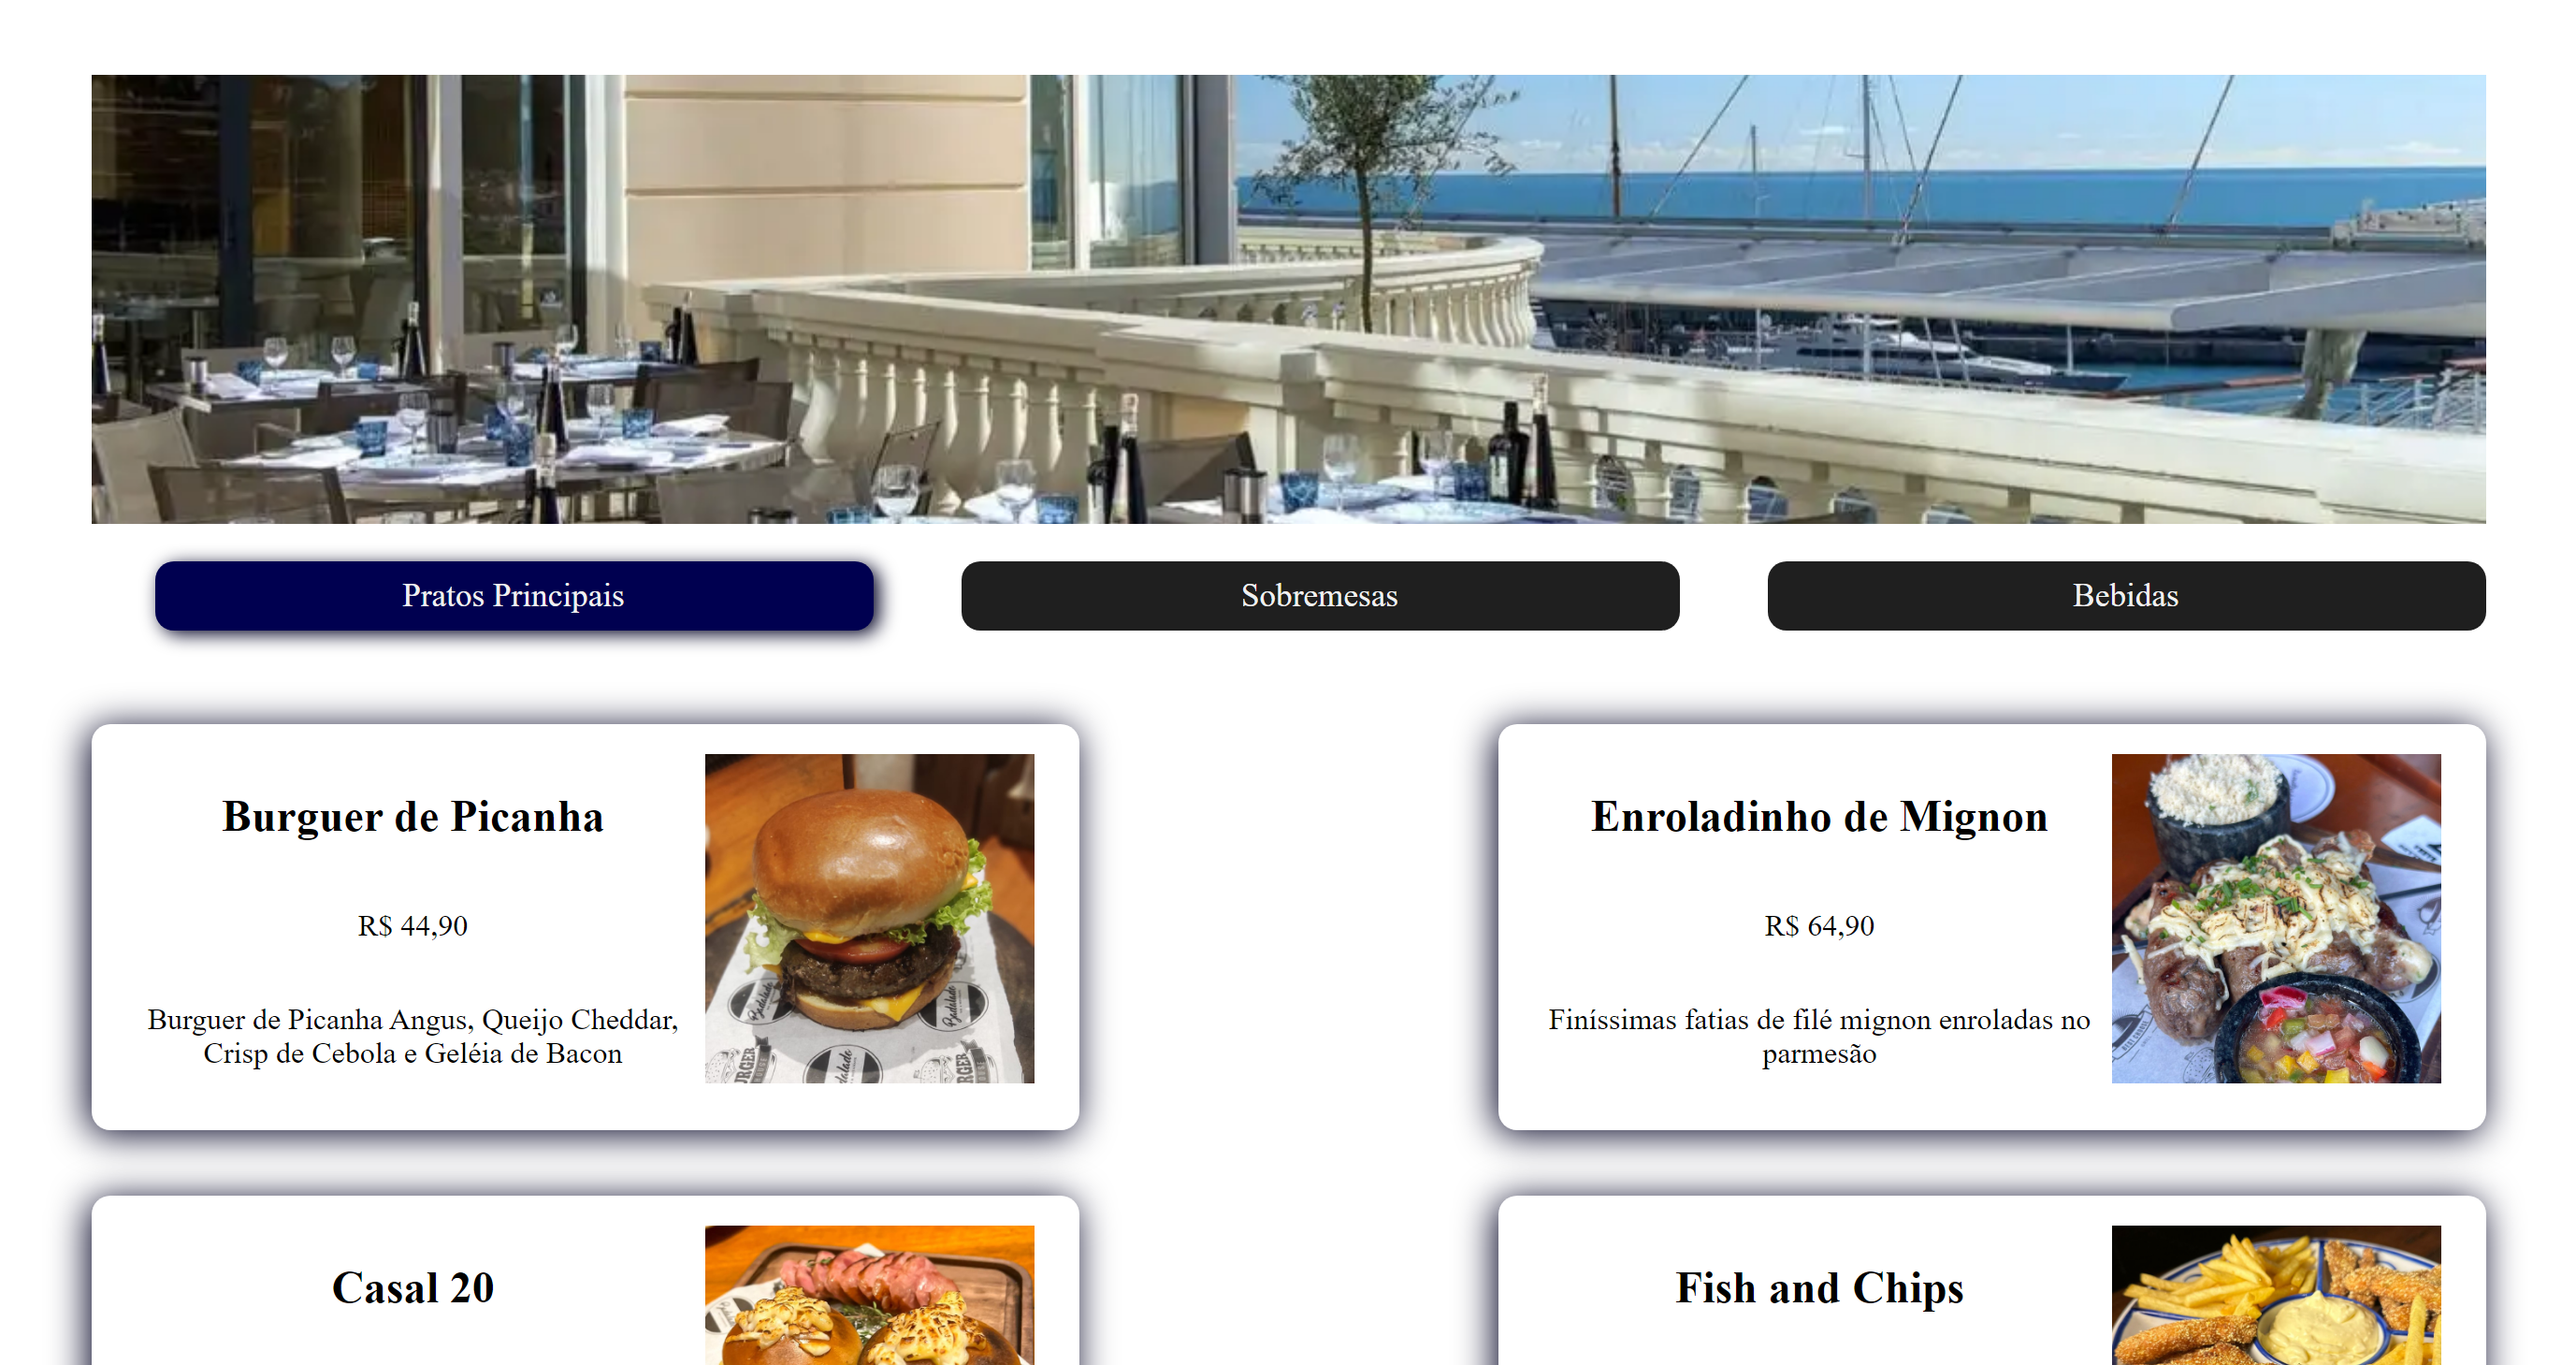 Pratos Principais
Sobremesas
Bebidas
Burguer de Picanha
R$ 44,90
Burguer de Picanha Angus, Queijo Cheddar,
Crisp de Cebola e Geléia de Bacon
Enroladinho de Mignon
R$ 64,90
Finíssimas fatias de filé mignon enroladas no
parmesão
Casal 20
Fish and Chips